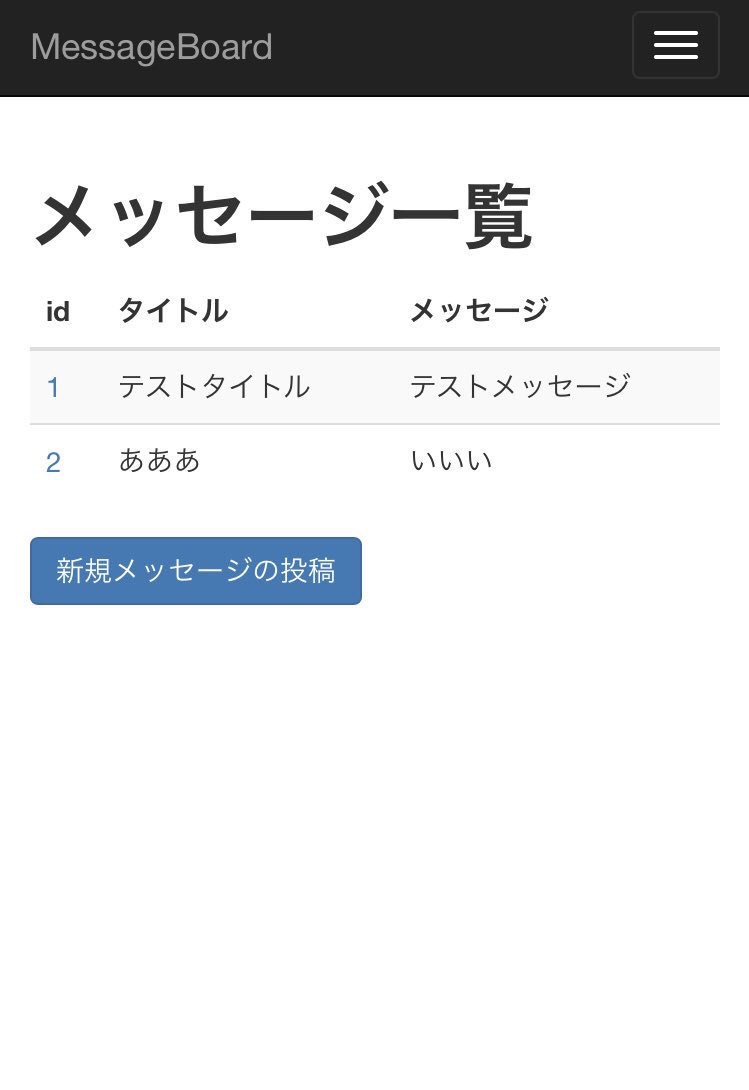 MessageBoard
メッセージ一覧
id タイトル メッセージ
1 テストタイトル テストメッセージ
2 あああ いいい
新規メッセージの投稿